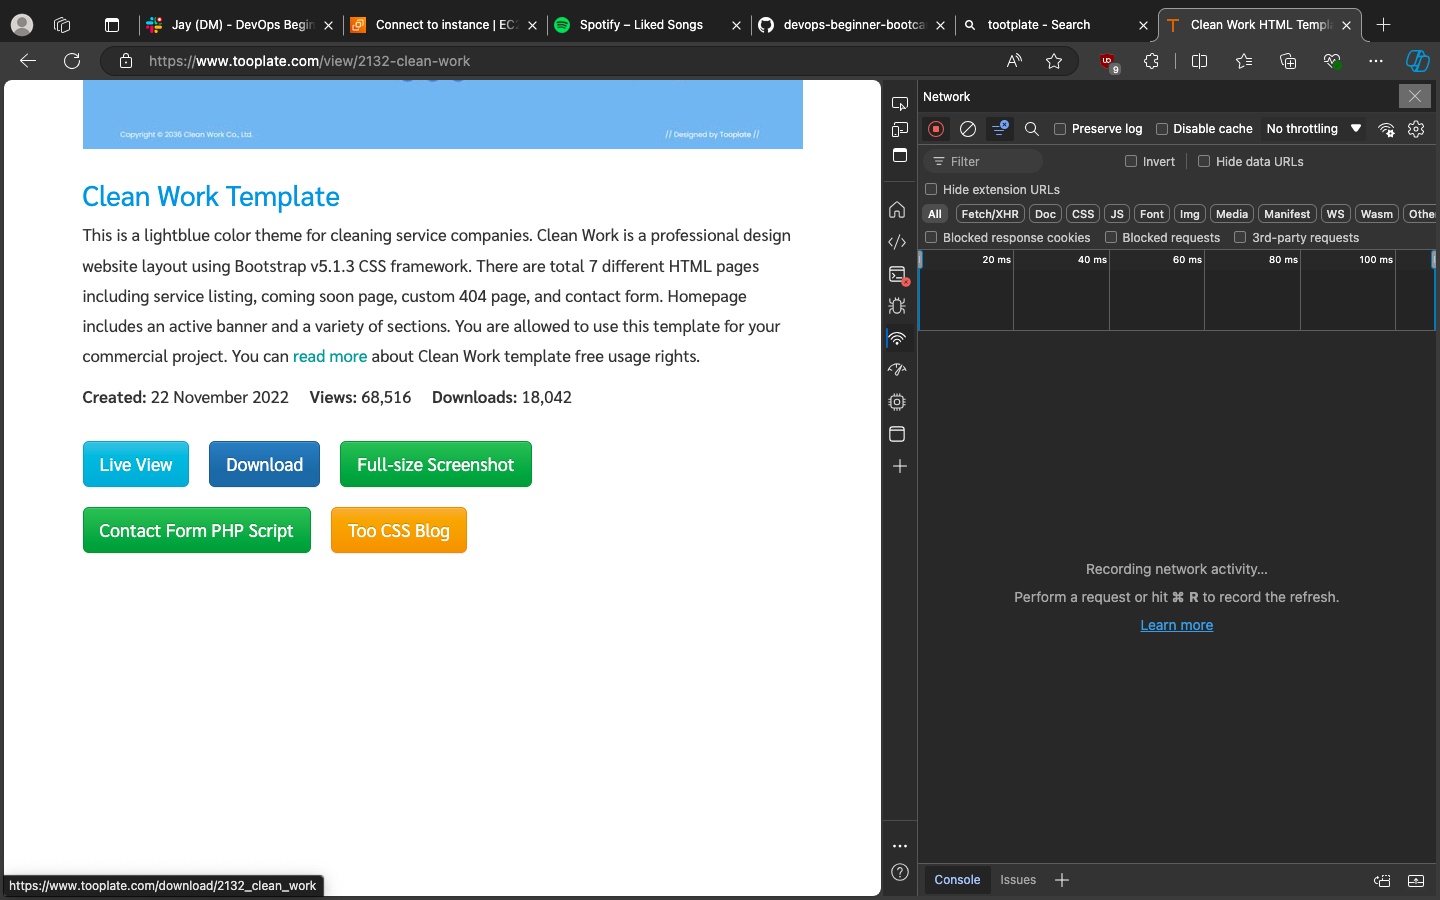 Jay (DM) - DevOps Begin
Connect to instance | EC2
Spotify – Liked Songs
devops-beginner-bootca
tootplate - Search
Clean Work HTML Templa
https://www.tooplate.com/view/2132-clean-work
9
Copyright © 2036 Clean Work Co., Ltd.
// Designed by Tooplate //
Clean Work Template
This is a lightblue color theme for cleaning service companies. Clean Work is a professional design
website layout using Bootstrap v5.1.3 CSS framework. There are total 7 different HTML pages
including service listing, coming soon page, custom 404 page, and contact form. Homepage
includes an active banner and a variety of sections. You are allowed to use this template for your
commercial project. You can read more about Clean Work template free usage rights.
Created: 22 November 2022 Views: 68,516 Downloads: 18,042
Live View Download Full-size Screenshot
Contact Form PHP Script Too CSS Blog
https://www.tooplate.com/download/2132_clean_work
Network
Preserve log Disable cache No throttling
Filter Invert Hide data URLs
Hide extension URLs
All Fetch/XHR Doc CSS JS Font Img Media Manifest WS Wasm Othe
Blocked response cookies Blocked requests 3rd-party requests
20 ms 40 ms 60 ms 80 ms 100 ms
Recording network activity...
Perform a request or hit ⌘ R to record the refresh.
Learn more
Console Issues